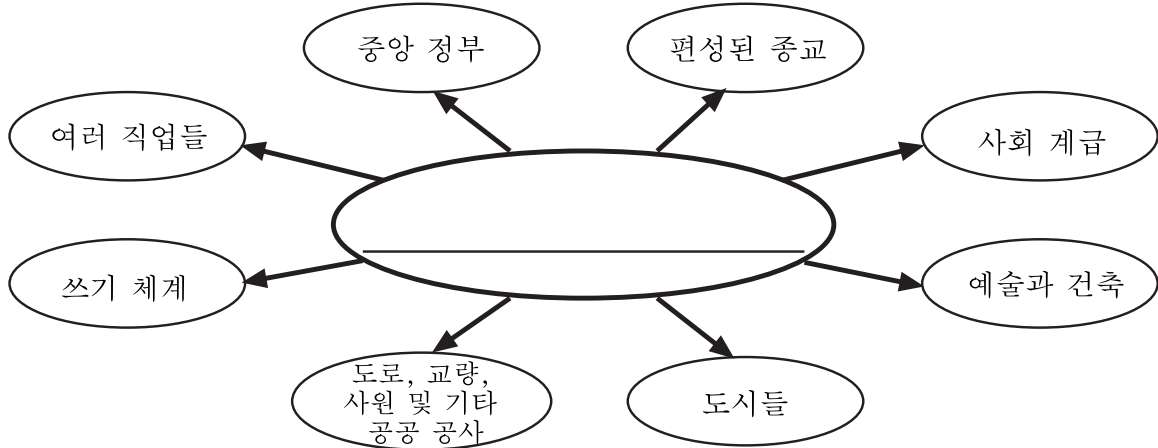 중앙 정부
편성된 종교
여러 직업들
사회 계급
쓰기 체계
예술과 건축
도로, 교량,
사원 및 기타
공공 공사
도시들